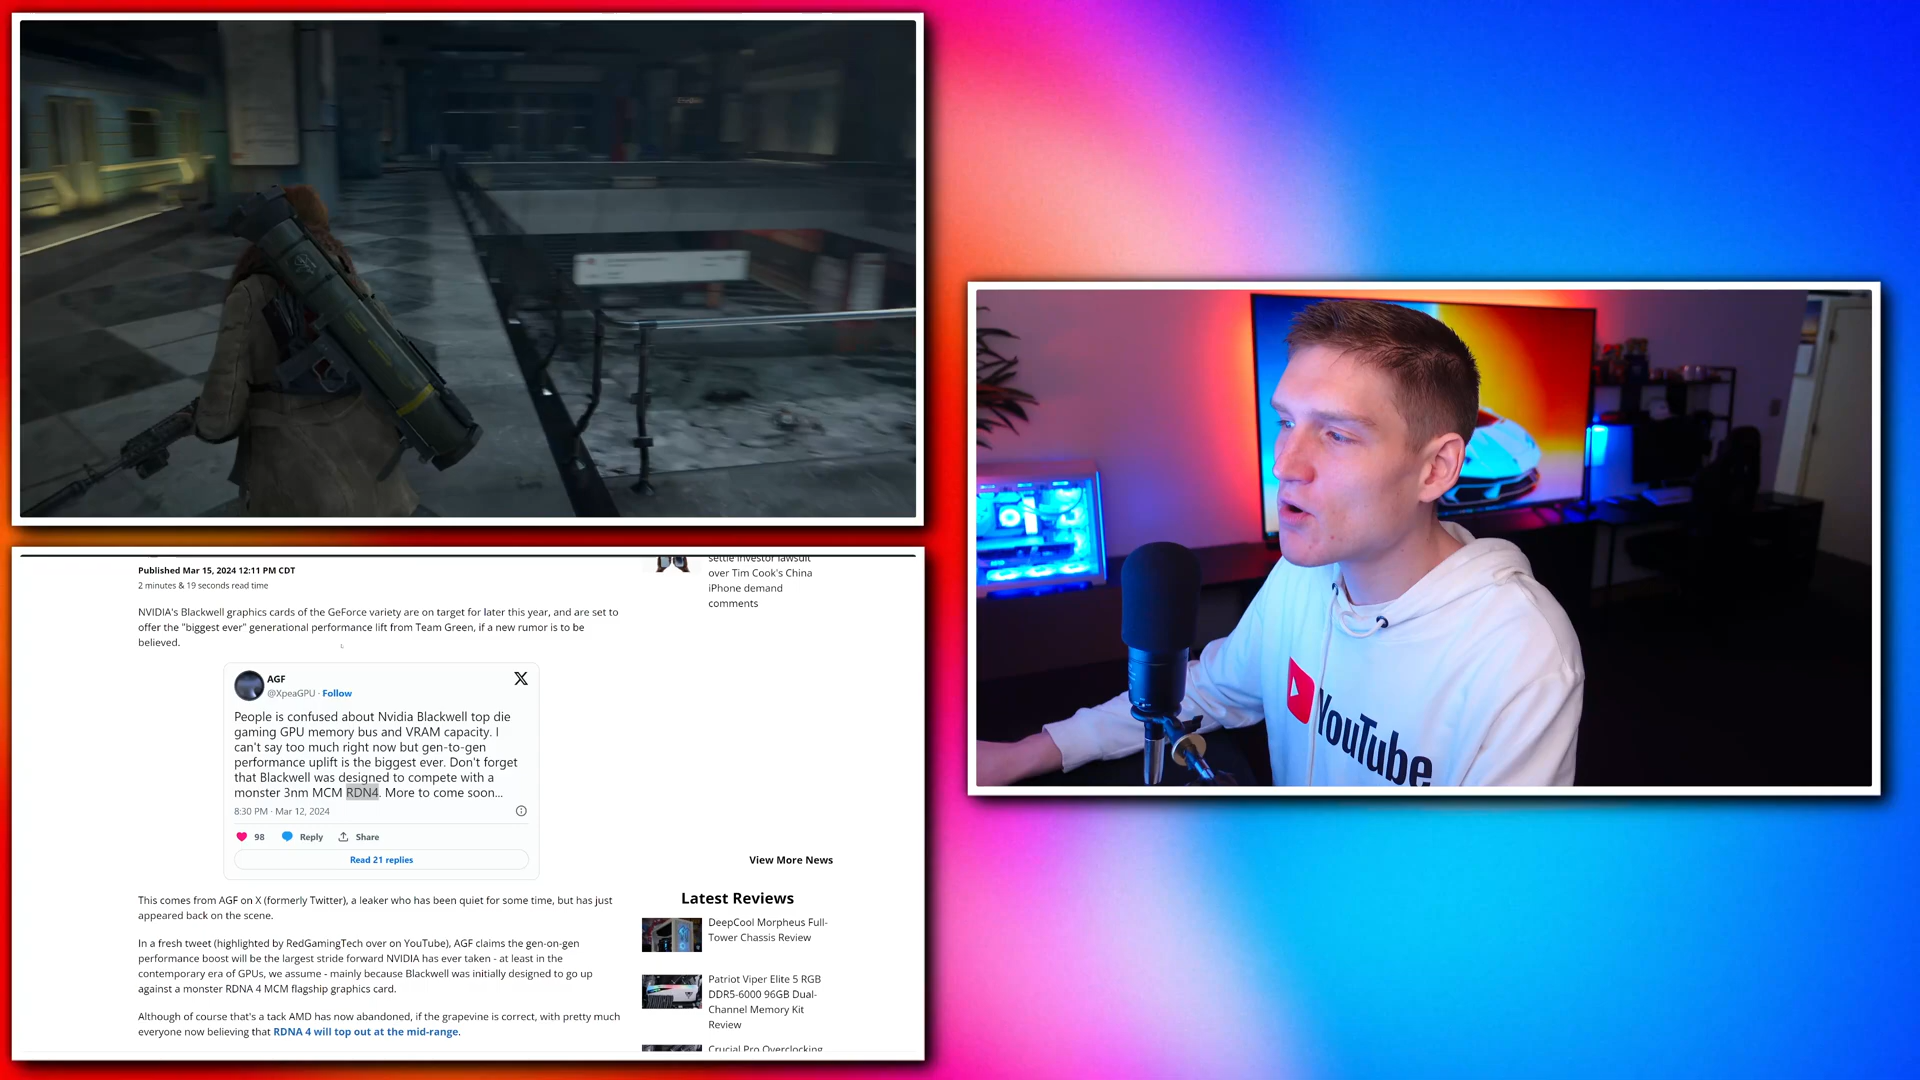 Published Mar 15, 2024 12:11 PM CDT
2 minutes & 19 seconds read time
NVIDIA's Blackwell graphics cards of the GeForce variety are on target for later this year, and are set to
offer the "biggest ever" generational performance lift from Team Green, if a new rumor is to be
believed.
AGF
@XpeaGPU · Follow
People is confused about Nvidia Blackwell top die
gaming GPU memory bus and VRAM capacity. I
can't say too much right now but gen-to-gen
performance uplift is the biggest ever. Don't forget
that Blackwell was designed to compete with a
monster 3nm MCM RDN4. More to come soon...
8:30 PM · Mar 12, 2024
98 Reply Share
Read 21 replies
This comes from AGF on X (formerly Twitter), a leaker who has been quiet for some time, but has just
appeared back on the scene.
In a fresh tweet (highlighted by RedGamingTech over on YouTube), AGF claims the gen-on-gen
performance boost will be the largest stride forward NVIDIA has ever taken - at least in the
contemporary era of GPUs, we assume - mainly because Blackwell was initially designed to go up
against a monster RDNA 4 MCM flagship graphics card.
Although of course that's a tack AMD has now abandoned, if the grapevine is correct, with pretty much
everyone now believing that RDNA 4 will top out at the mid-range.
settle investor lawsuit
over Tim Cook's China
iPhone demand
comments
View More News
Latest Reviews
DeepCool Morpheus Full-
Tower Chassis Review
Patriot Viper Elite 5 RGB
DDR5-6000 96GB Dual-
Channel Memory Kit
Review
Crucial Pro Overclocking
YouTube